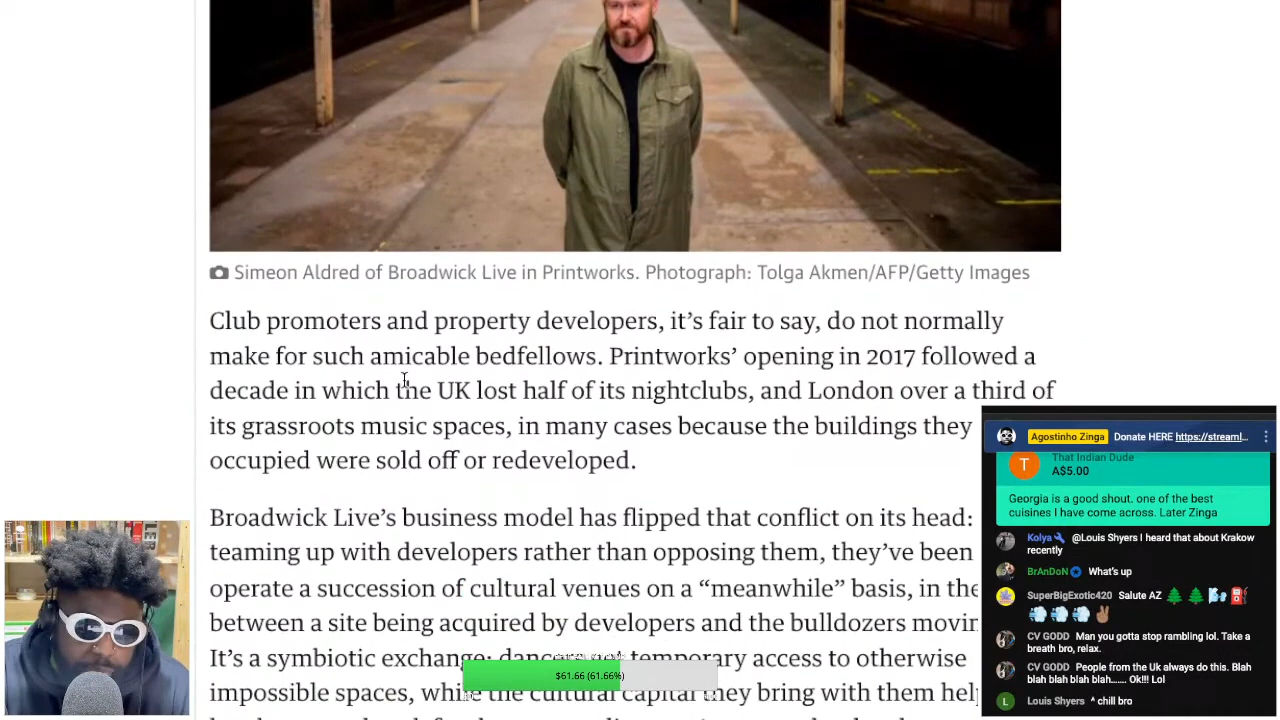 Simeon Aldred of Broadwick Live in Printworks. Photograph: Tolga Akmen/AFP/Getty Images
Club promoters and property developers, it's fair to say, do not normally
make for such amicable bedfellows. Printworks' opening in 2017 followed a
decade in which the UK lost half of its nightclubs, and London over a third of
its grassroots music spaces, in many cases because the buildings they
occupied were sold off or redeveloped.
Broadwick Live's business model has flipped that conflict on its head:
teaming up with developers rather than opposing them, they've been
operate a succession of cultural venues on a “meanwhile” basis, in the
between a site being acquired by developers and the bulldozers movin
It's a symbiotic exchange: temporary access to otherwise
impossible spaces, while the cultural capital they bring with them
$61.66 (61.66%)
Agostinho Zinga Donate HERE https://streaml...
T That Indian Dude
A$5.00
Georgia is a good shout. one of the best
cuisines I have come across. Later Zinga
Kolya @Louis Shyers I heard that about Krakow
recently
BrAnDoN What's up
SuperBigExotic420 Salute AZ
CV GODD Man you gotta stop rambling lol. Take a
breath bro, relax.
CV GODD People from the Uk always do this. Blah
blah blah blah....... Ok!!! Lol
L Louis Shyers ^ chill bro